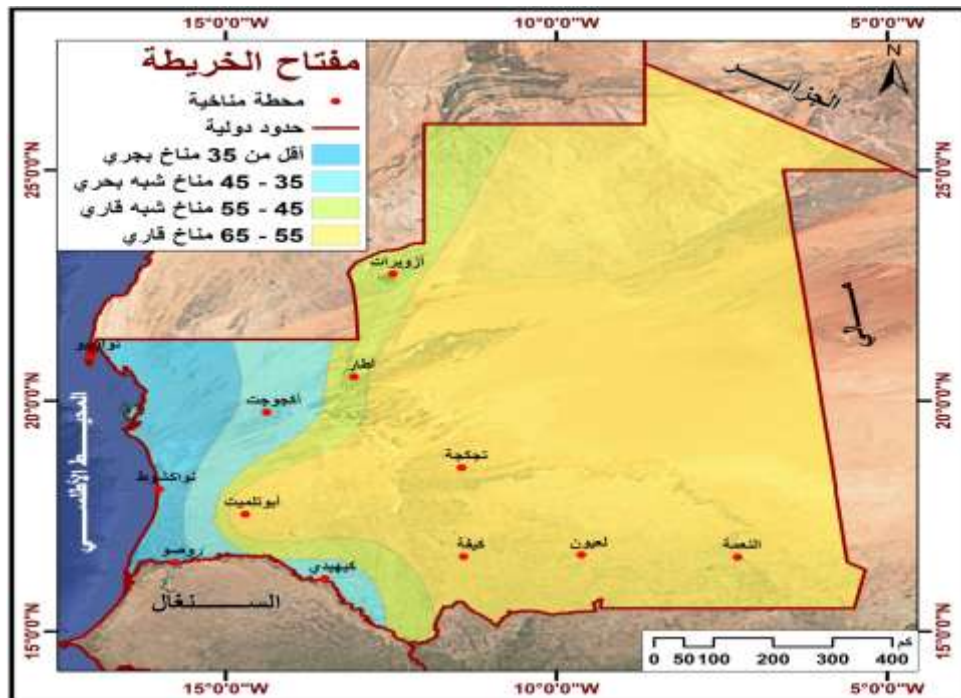 15°0'0"W
10°0'0"W
5°0'0"W
مفتاح الخريطة
محطة مناخية
حدود دولية
أقل من 35 مناخ بحري
35 - 45 مناخ شبه بحري
45 - 55 مناخ شبه قاري
55 - 65 مناخ قاري
N
الجزائر
25°0'0"N
25°0'0"N
ازويرات
مالي
اطار
20°0'0"N
20°0'0"N
أكجوجت
المحيط الأطلسي
تجكجة
نواكشوط
أبوتلميت
روصو
كيفة
لعيون
النعمة
كيهيدي
السنغال
15°0'0"N
15°0'0"N
كم
0 50 100 200 300 400
15°0'0"W
10°0'0"W
5°0'0"W